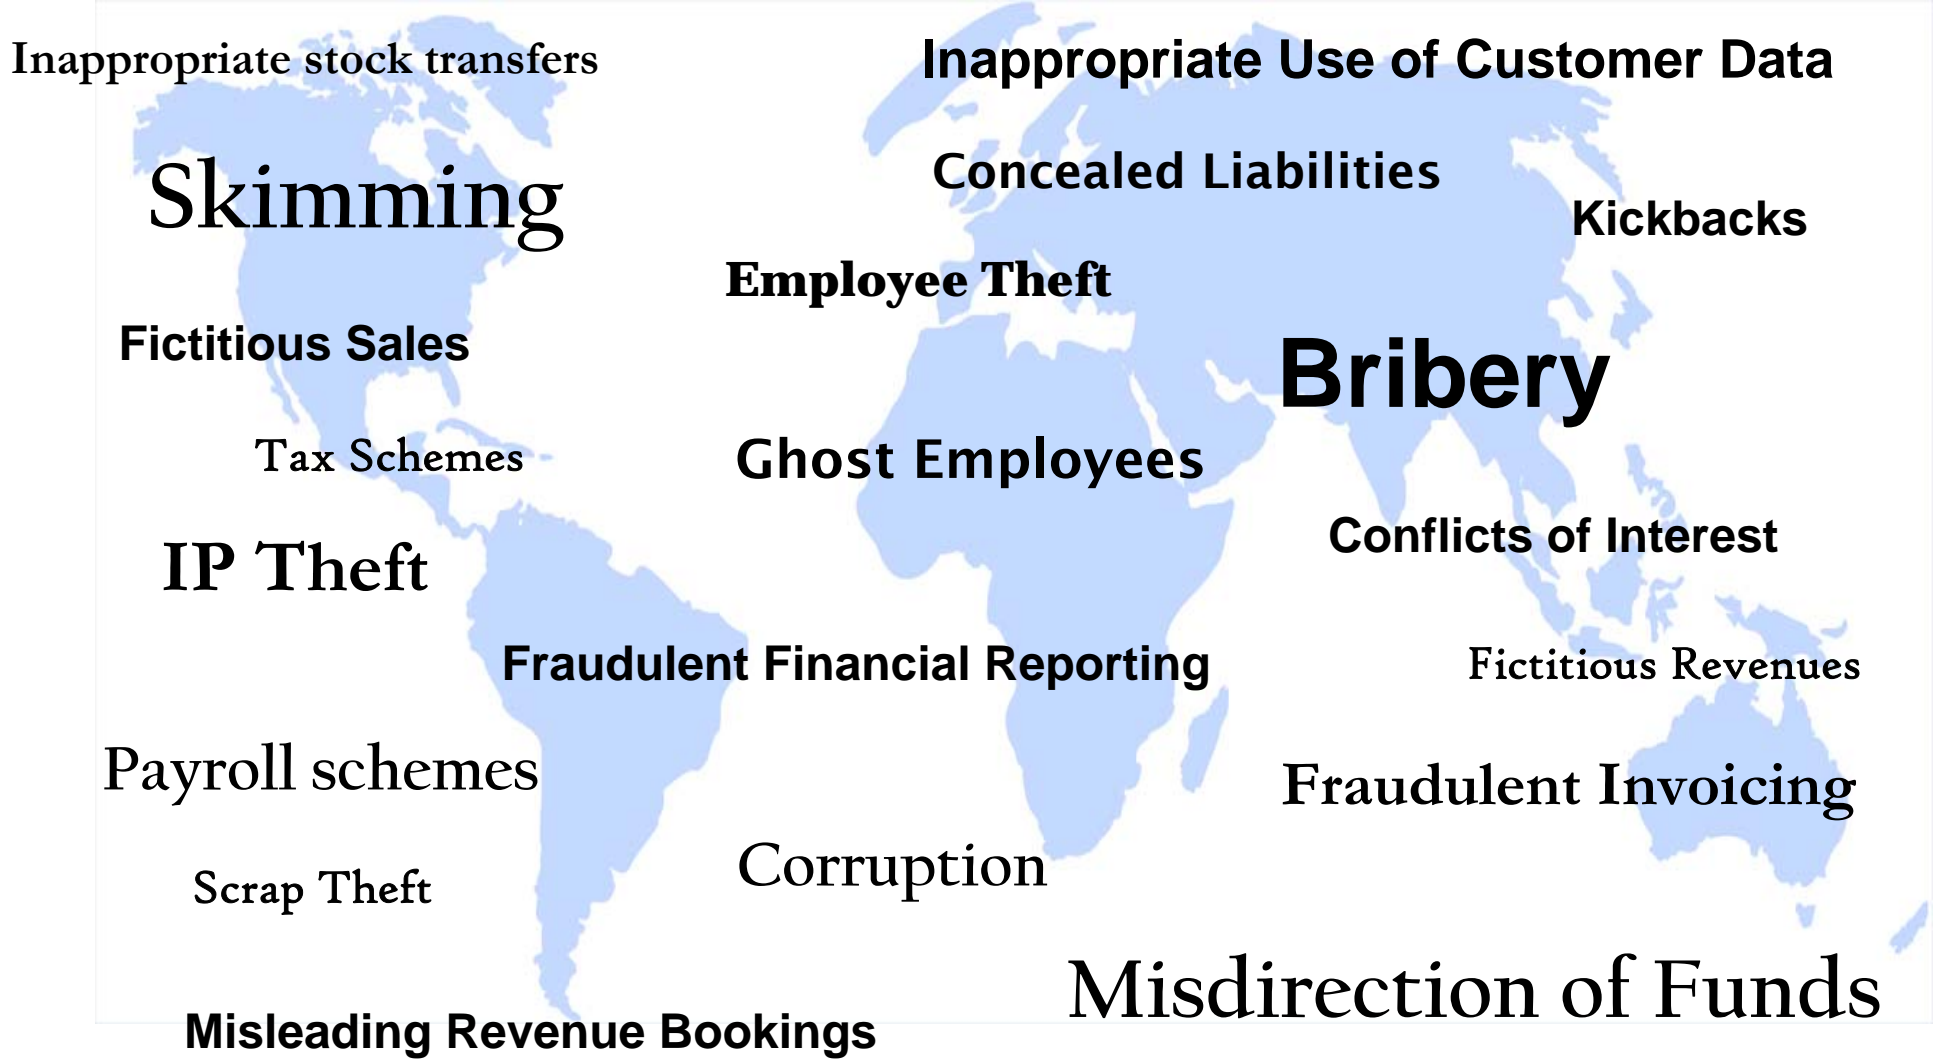 Inappropriate stock transfers
Inappropriate Use of Customer Data
Skimming
Concealed Liabilities
Kickbacks
Employee Theft
Fictitious Sales
Bribery
Tax Schemes
Ghost Employees
Conflicts of Interest
IP Theft
Fraudulent Financial Reporting
Fictitious Revenues
Payroll schemes
Fraudulent Invoicing
Corruption
Scrap Theft
Misdirection of Funds
Misleading Revenue Bookings